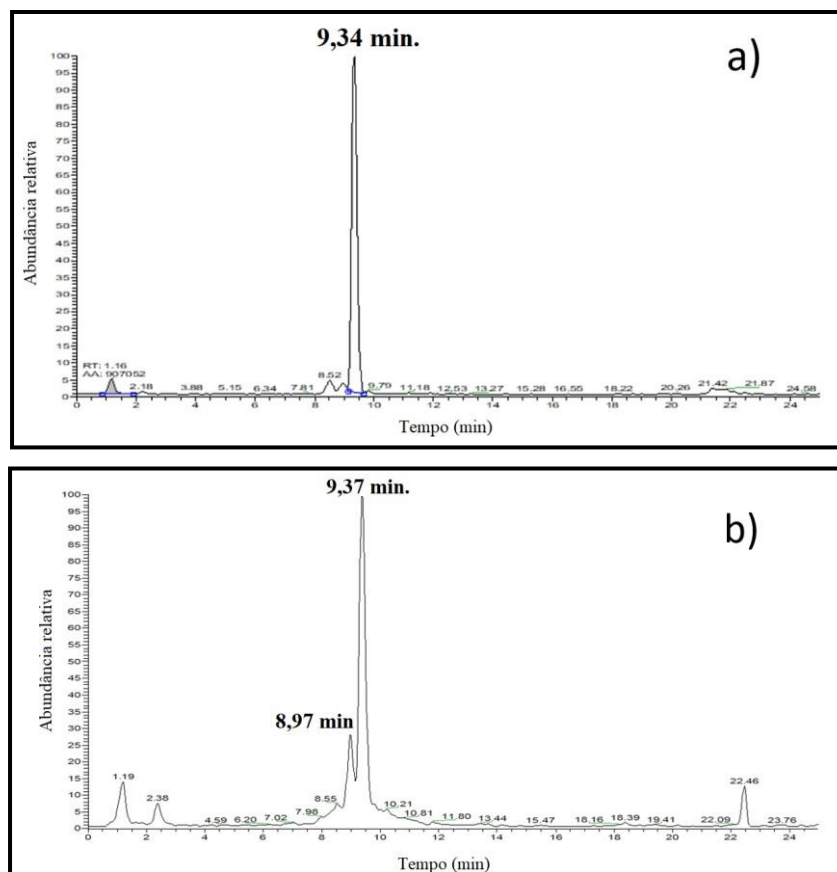 9,34 min.
a)
Abundância relativa
100
95
90
85
80
75
70
65
60
55
50
45
40
35
30
25
20
15
10
5
0
RT: 1.16
AA: 907052
2.18 3.88 5.15 6.34 7.81 8.52 9.79 11.18 12.53 13.27 15.28 16.55 18.22 20.26 21.42 21.87 24.58
0 2 4 6 8 10 12 14 16 18 20 22 24
Tempo (min)
9,37 min.
b)
Abundância relativa
100
95
90
85
80
75
70
65
60
55
50
45
40
35
30
25
20
15
10
5
0
8,97 min
1.19 2.38 4.59 6.20 7.02 7.98 8.55 10.21 10.81 11.80 13.44 15.47 18.16 18.39 19.41 22.09 22.46 23.76
0 2 4 6 8 10 12 14 16 18 20 22 24
Tempo (min)